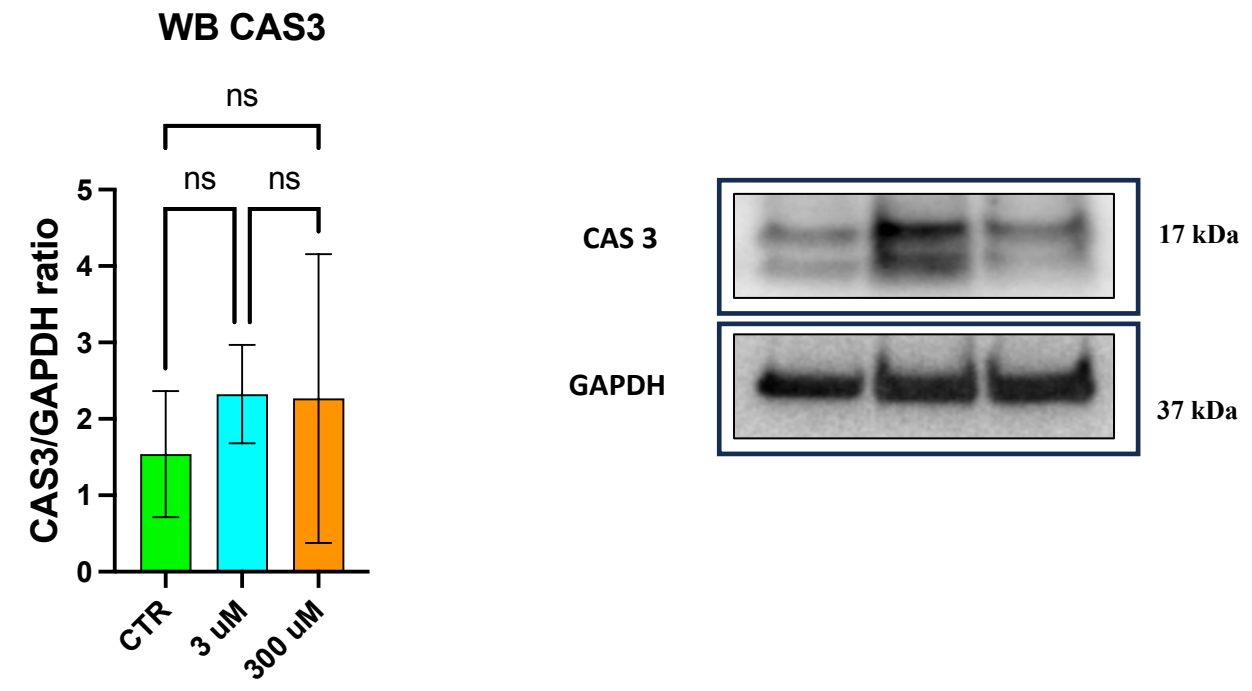 WB CAS3
ns
ns ns
5
4
3
2
1
0
CAS3/GAPDH ratio
CTR
3 uM
300 uM
CAS 3
17 kDa
GAPDH
37 kDa